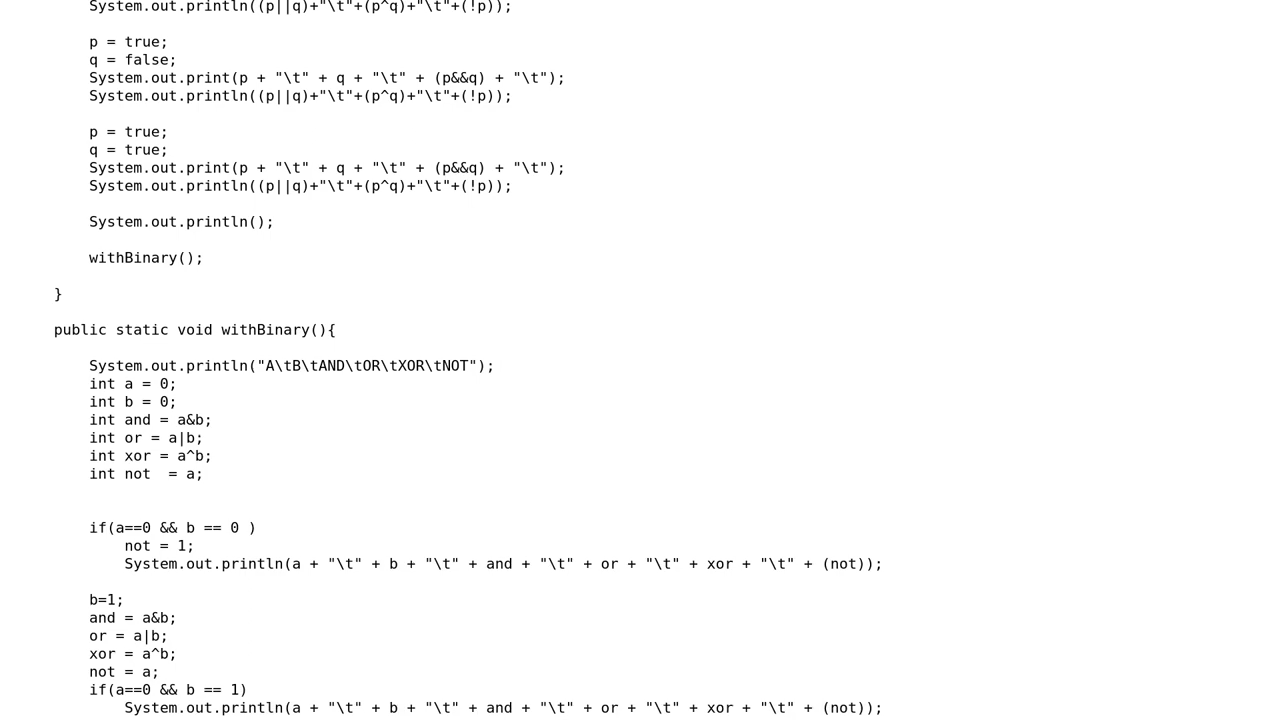 System.out.println((p||q)+"\t"+(p^q)+"\t"+(!p));
p = true;
q = false;
System.out.print(p + "\t" + q + "\t" + (p&&q) + "\t");
System.out.println((p||q)+"\t"+(p^q)+"\t"+(!p));
p = true;
q = true;
System.out.print(p + "\t" + q + "\t" + (p&&q) + "\t");
System.out.println((p||q)+"\t"+(p^q)+"\t"+(!p));
System.out.println();
withBinary();
}
public static void withBinary(){
System.out.println("A\tB\tAND\tOR\tXOR\tNOT");
int a = 0;
int b = 0;
int and = a&b;
int or = a|b;
int xor = a^b;
int not  = a;
if(a==0 && b == 0 )
not = 1;
System.out.println(a + "\t" + b + "\t" + and + "\t" + or + "\t" + xor + "\t" + (not));
b=1;
and = a&b;
or = a|b;
xor = a^b;
not = a;
if(a==0 && b == 1)
System.out.println(a + "\t" + b + "\t" + and + "\t" + or + "\t" + xor + "\t" + (not));